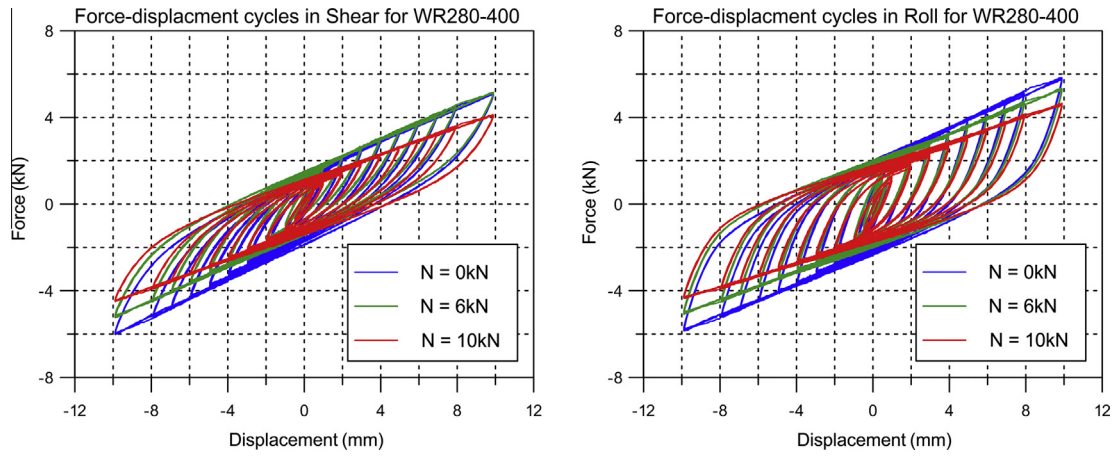 Force-displacment cycles in Shear for WR280-400
8
4
0
-4
-8
Force (kN)
N = 0kN
N = 6kN
N = 10kN
-12 -8 -4 0 4 8 12
Displacement (mm)
Force-displacment cycles in Roll for WR280-400
8
4
0
-4
-8
Force (kN)
N = 0kN
N = 6kN
N = 10kN
-12 -8 -4 0 4 8 12
Displacement (mm)